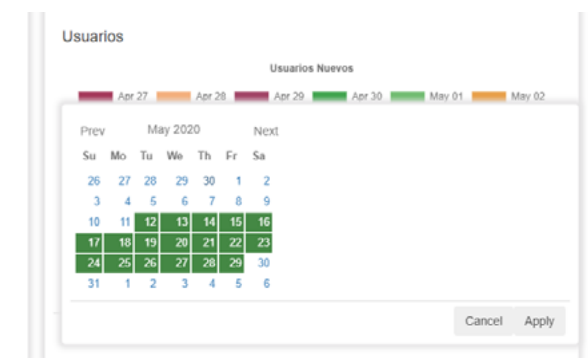 Usuarios
Usuarios Nuevos
Apr 27 Apr 28 Apr 29 Apr 30 May 01 May 02
Prev May 2020 Next
Su Mo Tu We Th Fr Sa
26 27 28 29 30 1 2
3 4 5 6 7 8 9
10 11 12 13 14 15 16
17 18 19 20 21 22 23
24 25 26 27 28 29 30
31 1 2 3 4 5 6
Cancel Apply